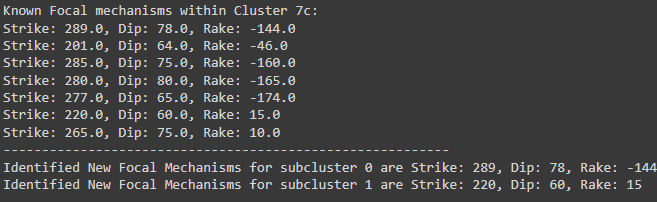 Known Focal mechanisms within Cluster 7c:
Strike: 289.0, Dip: 78.0, Rake: -144.0
Strike: 201.0, Dip: 64.0, Rake: -46.0
Strike: 285.0, Dip: 75.0, Rake: -160.0
Strike: 280.0, Dip: 80.0, Rake: -165.0
Strike: 277.0, Dip: 65.0, Rake: -174.0
Strike: 220.0, Dip: 60.0, Rake: 15.0
Strike: 265.0, Dip: 75.0, Rake: 10.0
---------------------------------------------------------
Identified New Focal Mechanisms for subcluster 0 are Strike: 289, Dip: 78, Rake: -144
Identified New Focal Mechanisms for subcluster 1 are Strike: 220, Dip: 60, Rake: 15